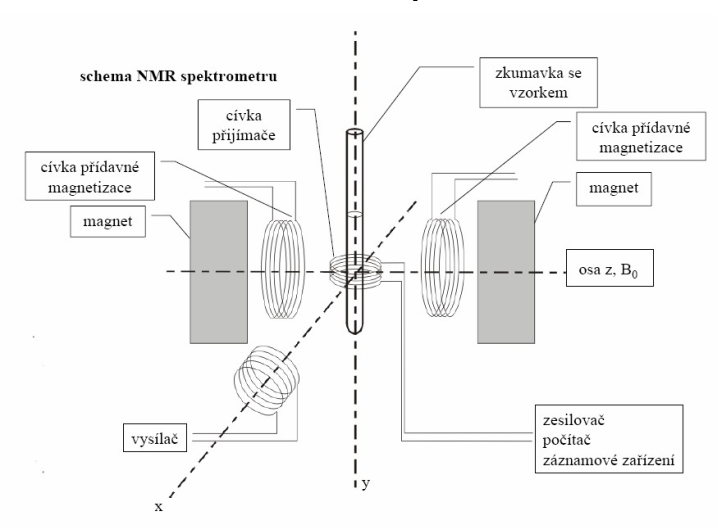 schema NMR spektrometru
zkumavka se
vzorkem
cívka
přijímače
cívka přídavné
magnetizace
cívka přídavné
magnetizace
magnet
magnet
osa z, B₀
vysílač
zesilovač
počítač
záznamové zařízení
x
y